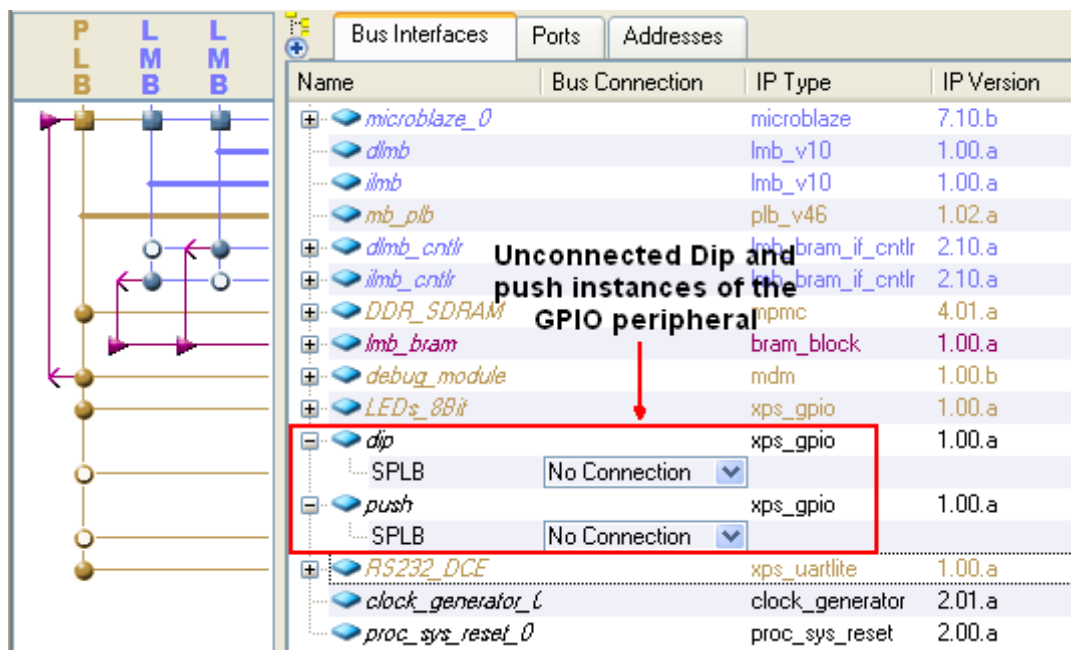 PLB LMB LMB
Bus Interfaces Ports Addresses
Name Bus Connection IP Type IP Version
microblaze_0 microblaze 7.10.b
dlmb lmb_v10 1.00.a
ilmb lmb_v10 1.00.a
mb_plb plb_v46 1.02.a
dlmb_cntlr lmb_bram_if_cntlr 2.10.a
Unconnected Dip and
ilmb_cntlr lmb_bram_if_cntlr 2.10.a
push instances of the
DDR_SDRAM mpmc 4.01.a
GPIO peripheral
lmb_bram bram_block 1.00.a
debug_module mdm 1.00.b
LEDs_8Bit xps_gpio 1.00.a
dip xps_gpio 1.00.a
SPLB No Connection
push xps_gpio 1.00.a
SPLB No Connection
RS232_DCE xps_uartlite 1.00.a
clock_generator_ clock_generator 2.01.a
proc_sys_reset_0 proc_sys_reset 2.00.a